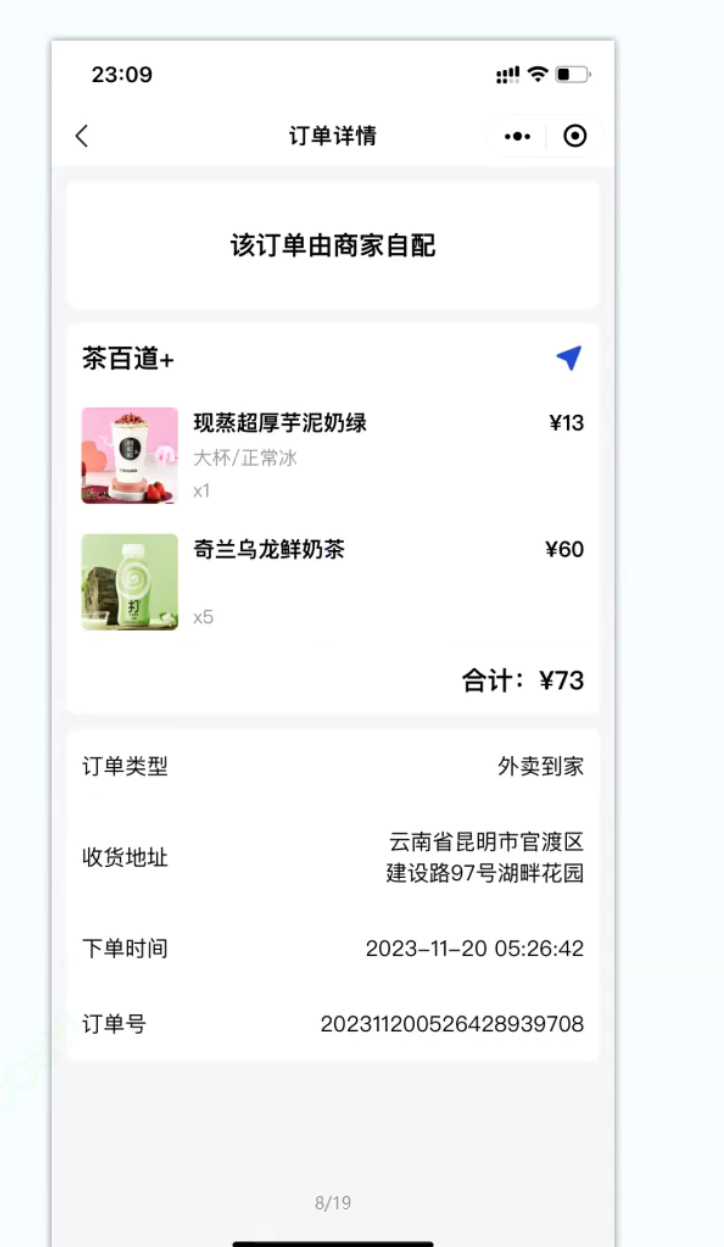 23:09
订单详情
该订单由商家自配
茶百道+
现蒸超厚芋泥奶绿 ¥13
大杯/正常冰
x1
奇兰乌龙鲜奶茶 ¥60
x5
合计：¥73
订单类型 外卖到家
收货地址 云南省昆明市官渡区
建设路97号湖畔花园
下单时间 2023-11-20 05:26:42
订单号 202311200526428939708
8/19